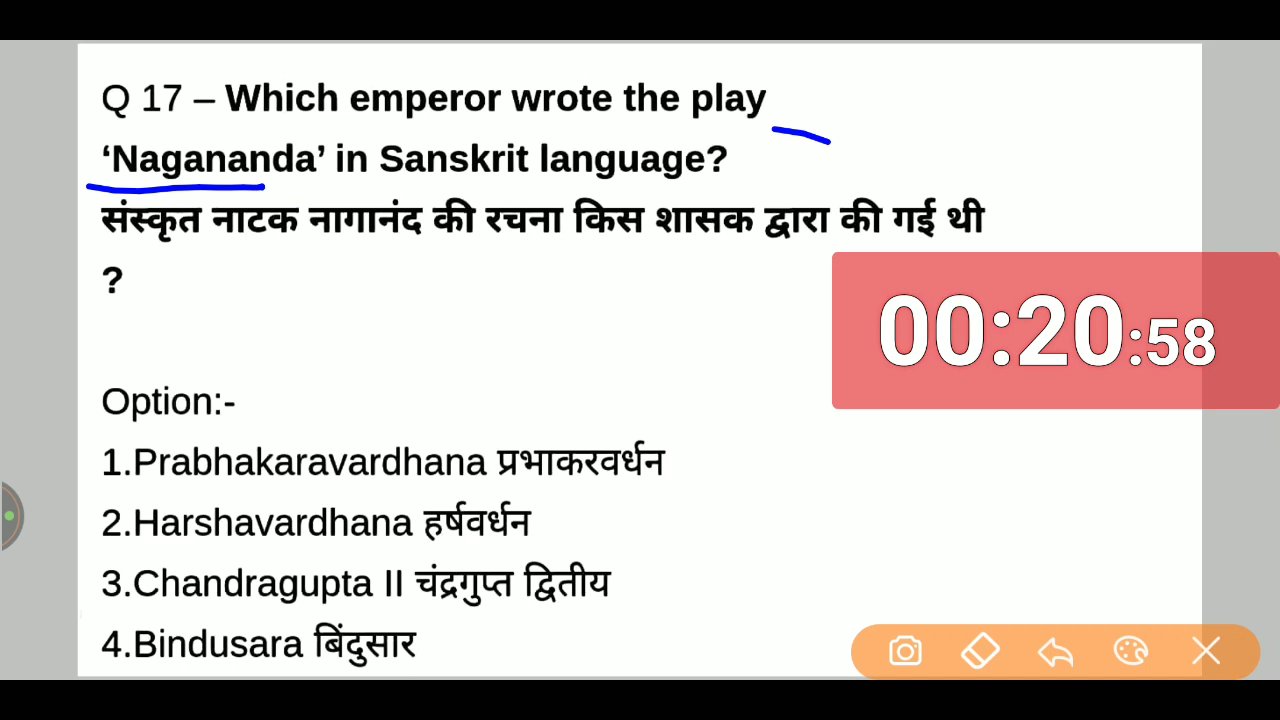 Q 17 – Which emperor wrote the play
‘Nagananda’ in Sanskrit language?
संस्कृत नाटक नागानंद की रचना किस शासक द्वारा की गई थी
?
00:20:58
Option:-
1.Prabhakaravardhana प्रभाकरवर्धन
2.Harshavardhana हर्षवर्धन
3.Chandragupta II चंद्रगुप्त द्वितीय
4.Bindusara बिंदुसार